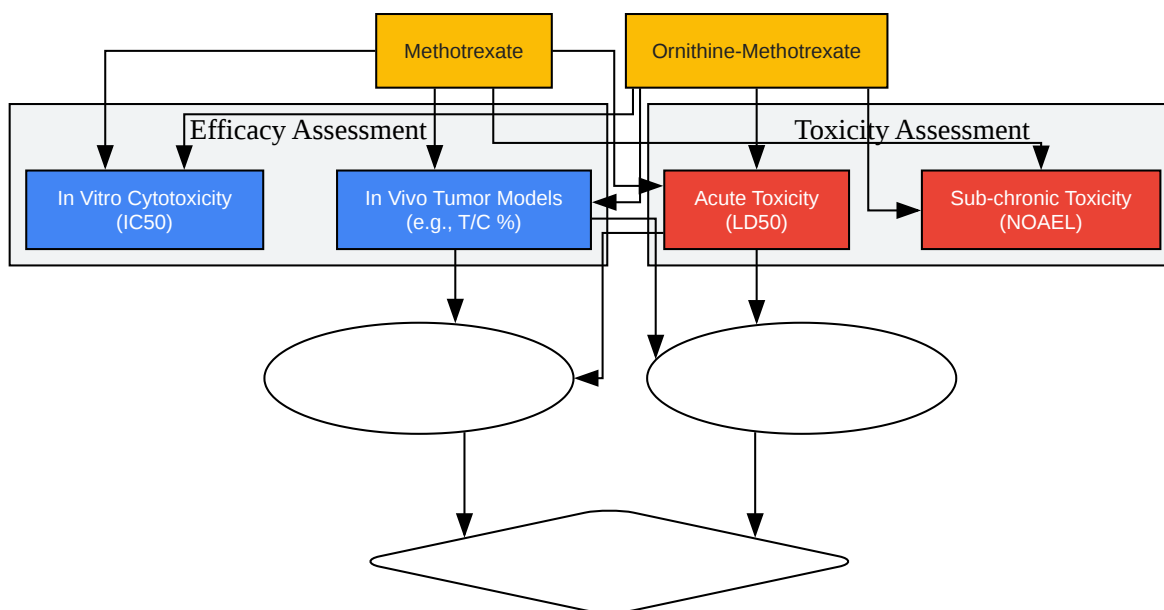 Methotrexate
Ornithine-Methotrexate
Efficacy Assessment
Toxicity Assessment
In Vitro Cytotoxicity
(IC50)
In Vivo Tumor Models
(e.g., T/C %)
Acute Toxicity
(LD50)
Sub-chronic Toxicity
(NOAEL)